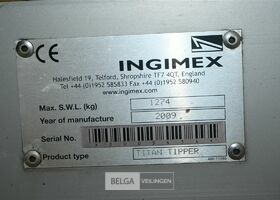 CE
INGIMEX
Halesfield 19, Telford, Shropshire TF7 4QT, England
Tel +44 (0)1952 585833 Fax +44 (0)1952 580940
www.ingimex.com
Max. S.W.L. (kg) 1274
Year of manufacture 2009
Serial No.
Product type TITAN TIPPER
BELGA VEILINGEN